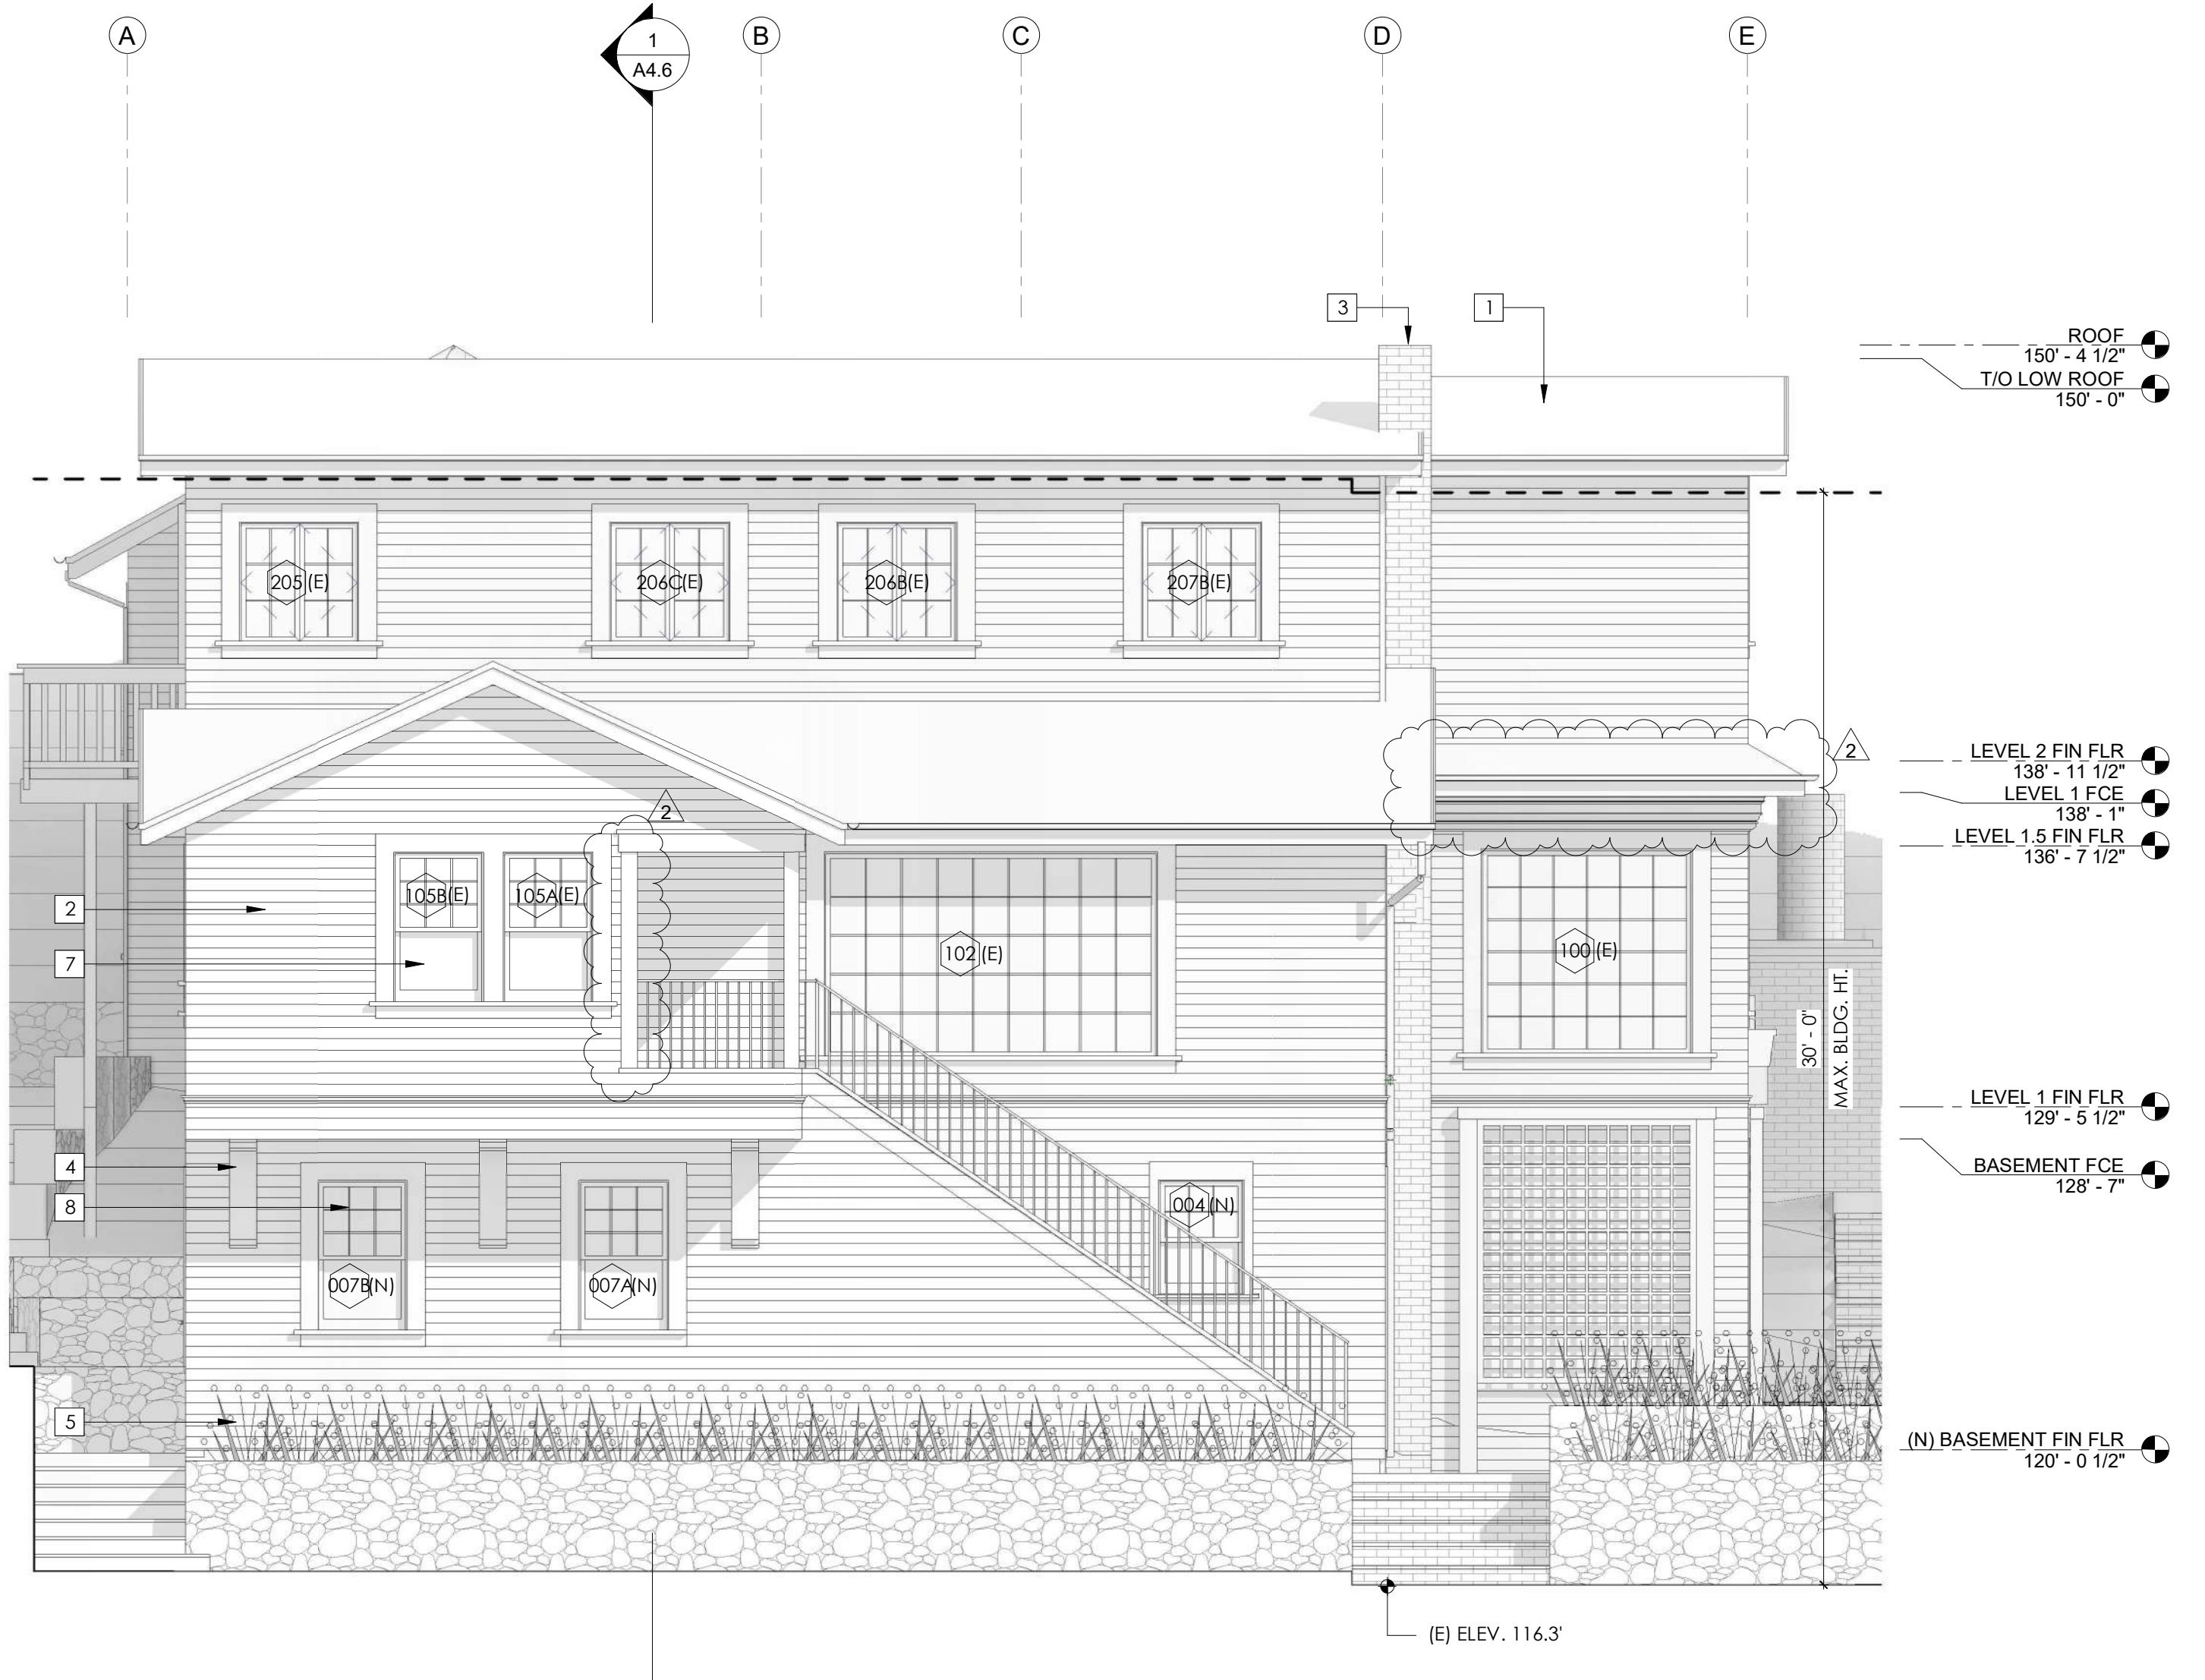 A
1
A4.6
B
C
D
E
3
1
ROOF
150' - 4 1/2"
T/O LOW ROOF
150' - 0"
205 (E)
206C(E)
206B(E)
207B(E)
2
LEVEL 2 FIN FLR
138' - 11 1/2"
LEVEL 1 FCE
138' - 1"
2
LEVEL 1.5 FIN FLR
136' - 7 1/2"
105B(E)
105A(E)
2
102 (E)
100 (E)
7
30' - 0"
MAX. BLDG. HT.
LEVEL 1 FIN FLR
129' - 5 1/2"
4
BASEMENT FCE
128' - 7"
8
004(N)
007B(N)
007A(N)
5
(N) BASEMENT FIN FLR
120' - 0 1/2"
(E) ELEV. 116.3'